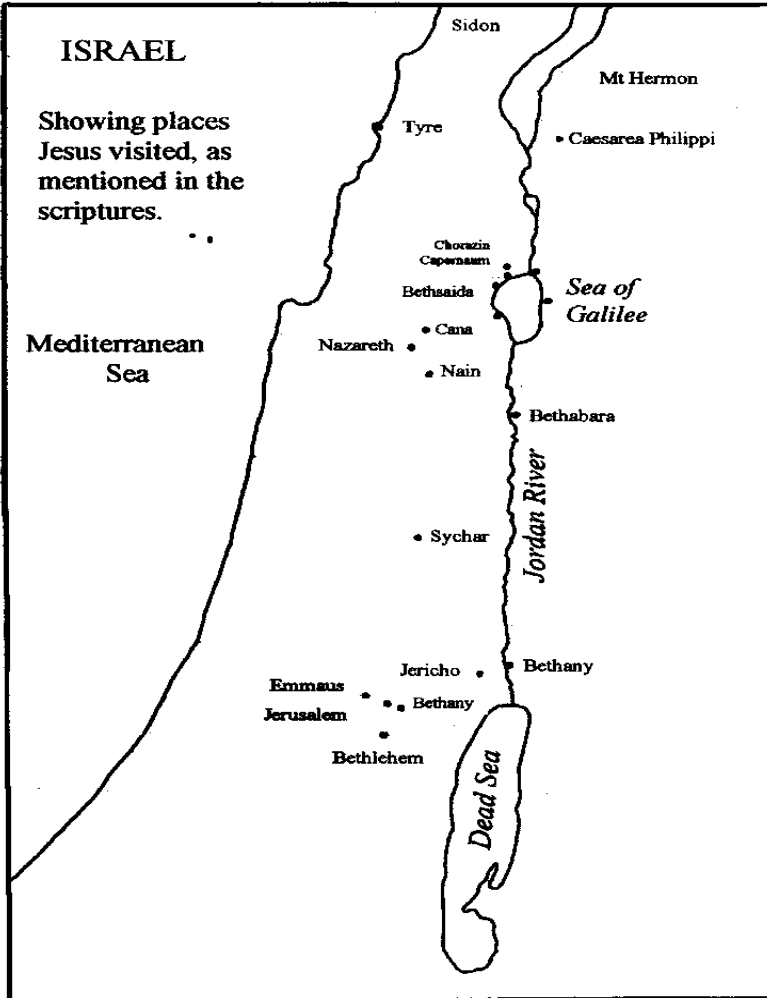 Sidon
ISRAEL
Mt Hermon
Showing places
Jesus visited, as
mentioned in the
scriptures.
Tyre
Caesarea Philippi
Chorazin
Capernaum
Bethsaida
Sea of
Galilee
Cana
Nazareth
Mediterranean
Sea
Nain
Bethabara
Jordan River
Sychar
Jericho
Bethany
Emmaus
Bethany
Jerusalem
Bethlehem
Dead Sea